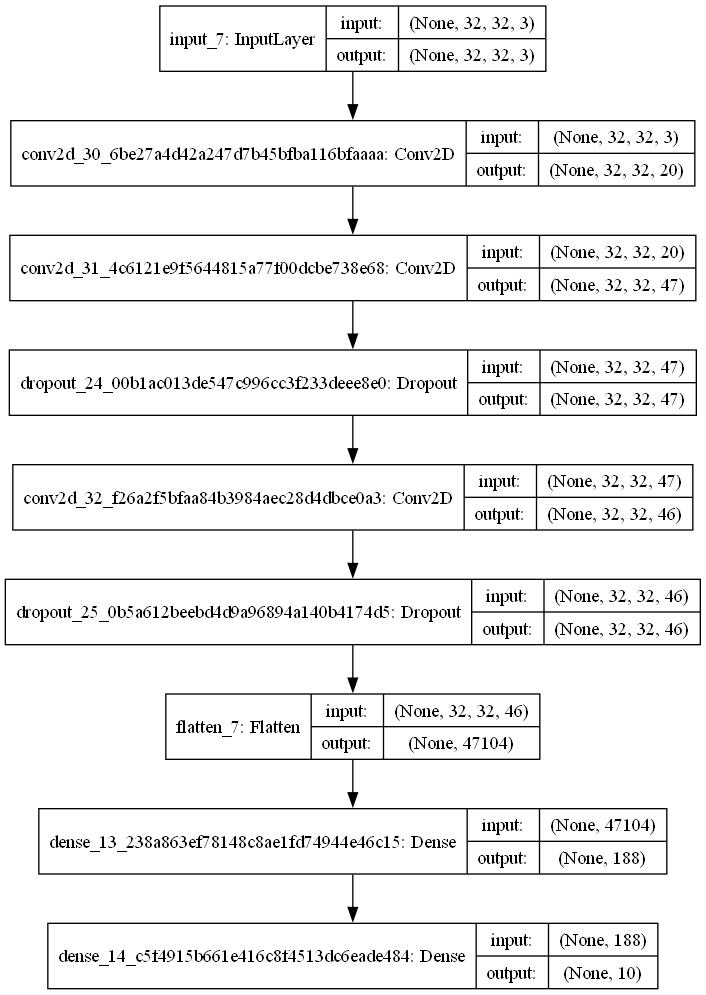 input_7: InputLayer
input: (None, 32, 32, 3)
output: (None, 32, 32, 3)
conv2d_30_6be27a4d42a247d7b45bfba116bfaaaa: Conv2D
input: (None, 32, 32, 3)
output: (None, 32, 32, 20)
conv2d_31_4c6121e9f5644815a77f00dcbe738e68: Conv2D
input: (None, 32, 32, 20)
output: (None, 32, 32, 47)
dropout_24_00b1ac013de547c996cc3f233deee8e0: Dropout
input: (None, 32, 32, 47)
output: (None, 32, 32, 47)
conv2d_32_f26a2f5bfaa84b3984aec28d4dbce0a3: Conv2D
input: (None, 32, 32, 47)
output: (None, 32, 32, 46)
dropout_25_0b5a612beebd4d9a96894a140b4174d5: Dropout
input: (None, 32, 32, 46)
output: (None, 32, 32, 46)
flatten_7: Flatten
input: (None, 32, 32, 46)
output: (None, 47104)
dense_13_238a863ef78148c8ae1fd74944e46c15: Dense
input: (None, 47104)
output: (None, 188)
dense_14_c5f4915b661e416c8f4513dc6eade484: Dense
input: (None, 188)
output: (None, 10)